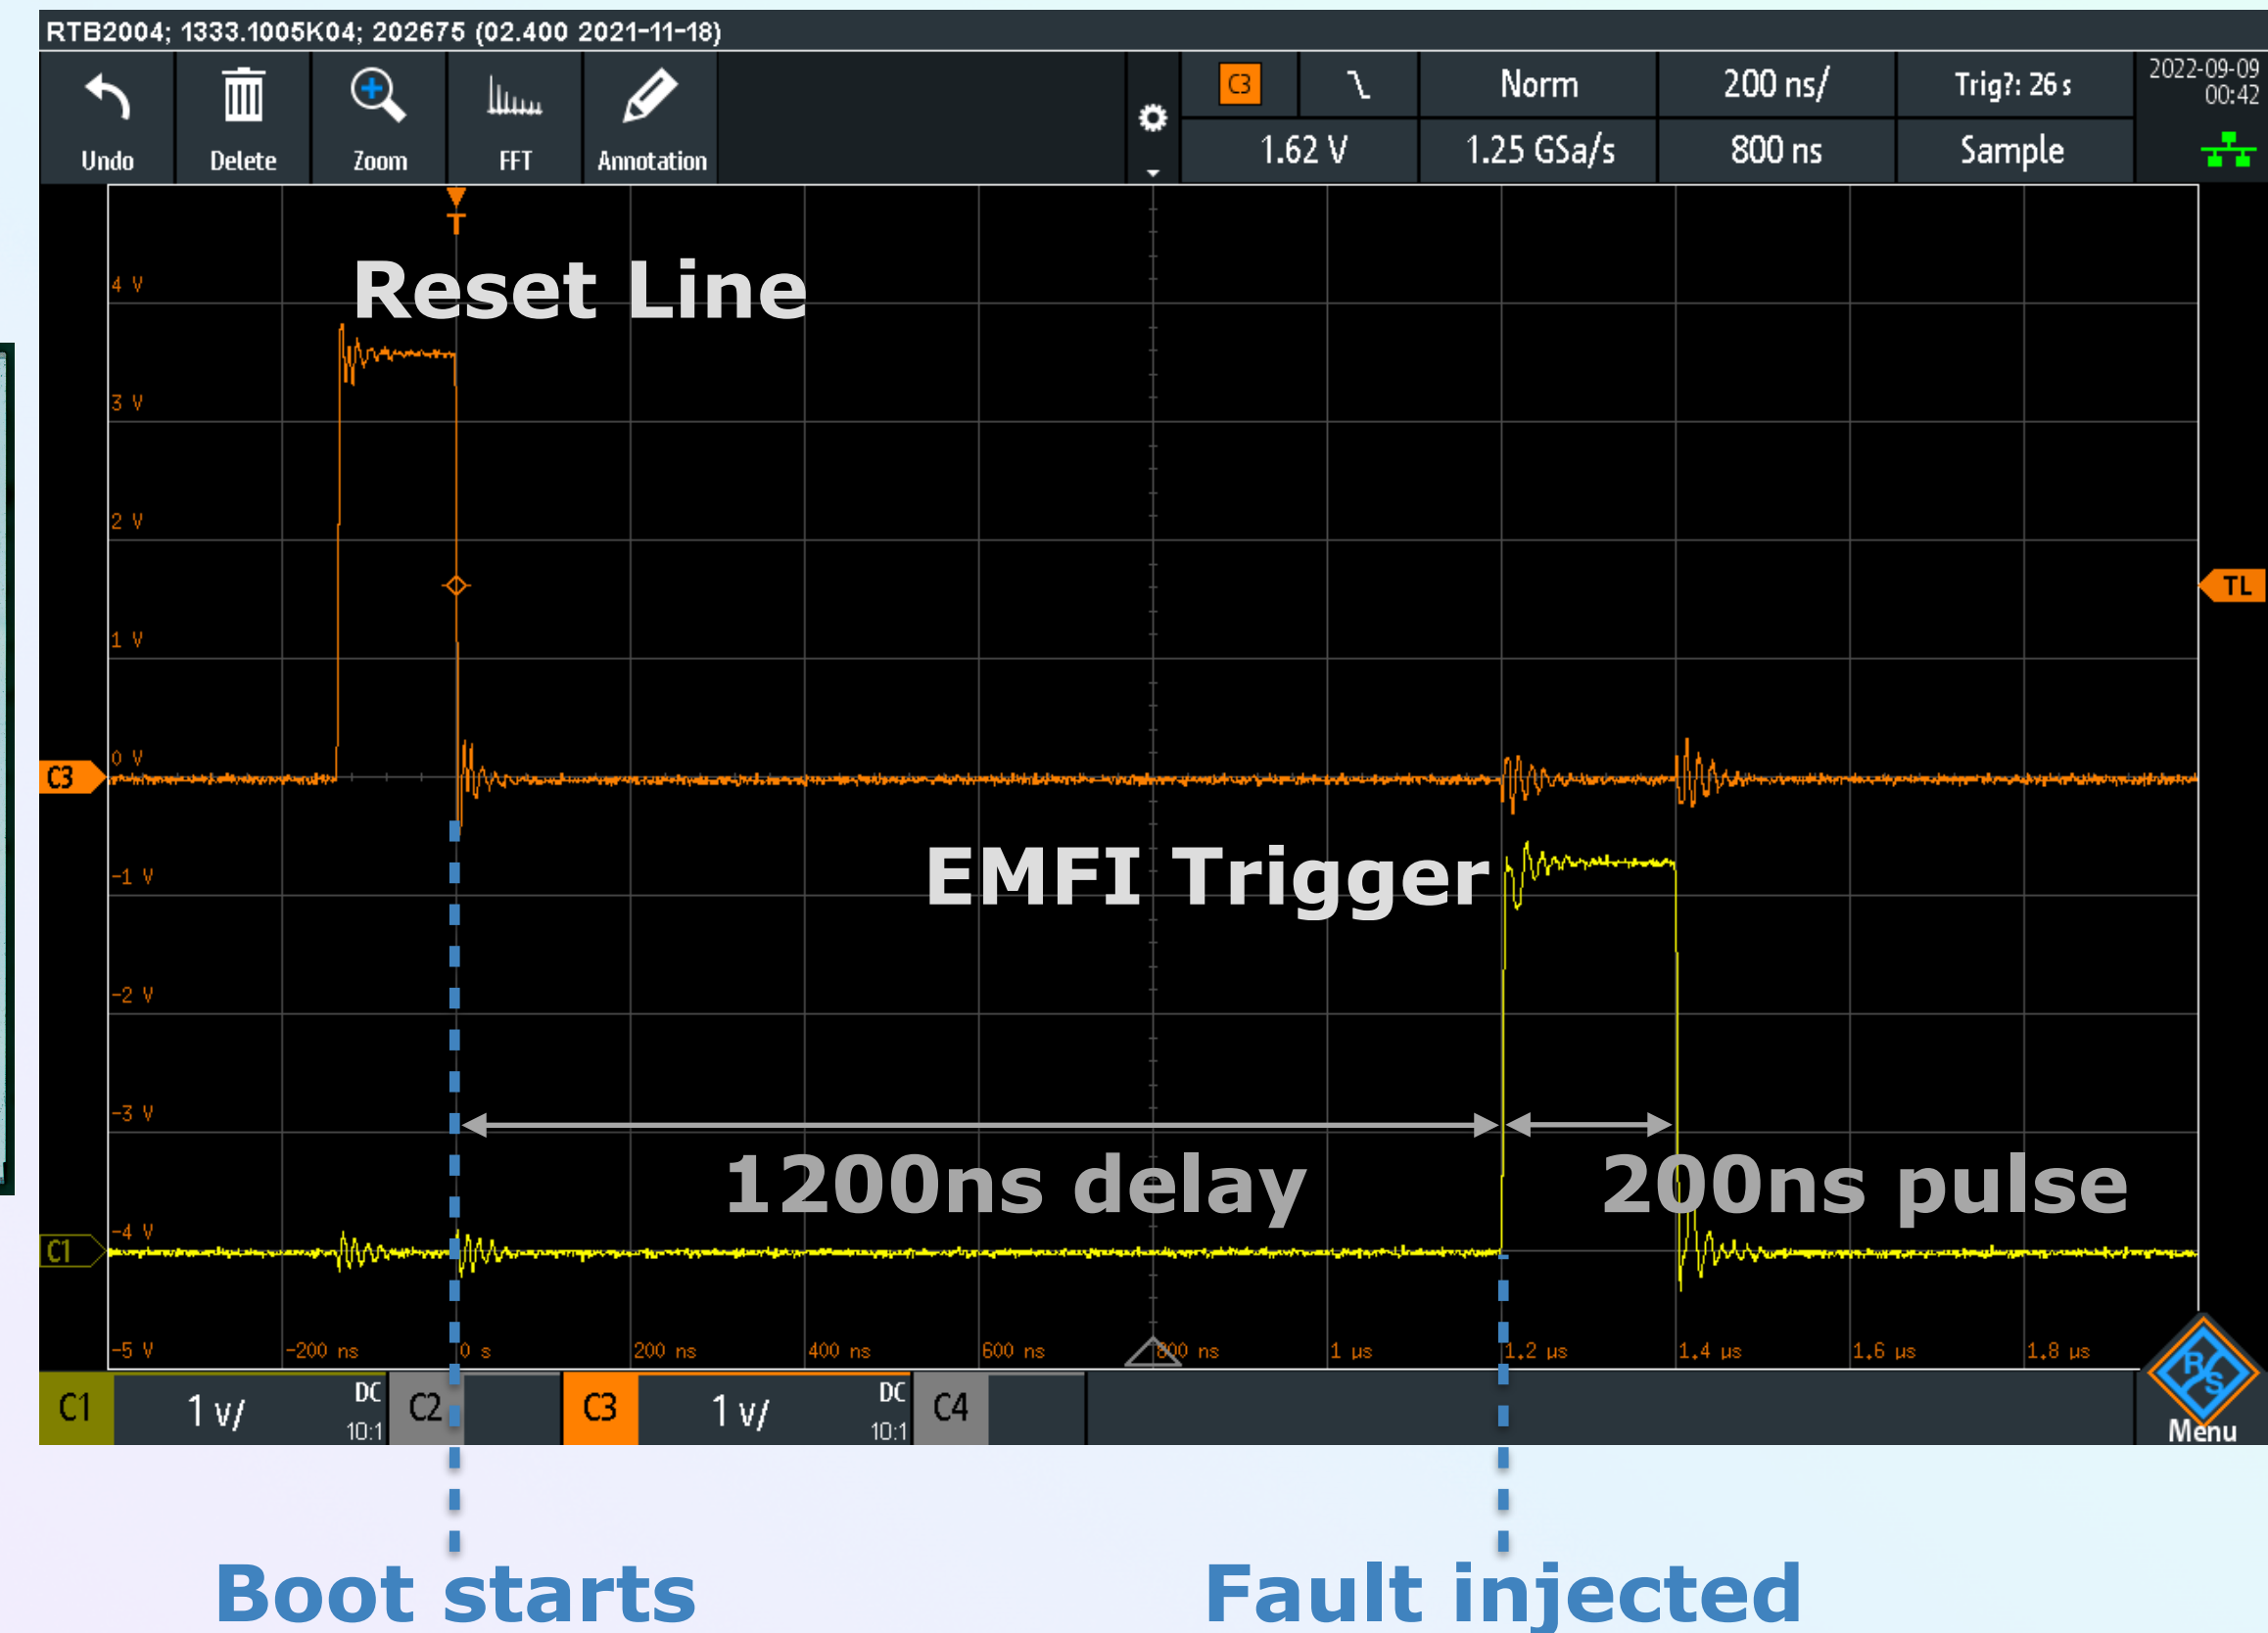 RTB2004; 1333.1005K04; 202675 (02.400 2021-11-18)
Undo Delete Zoom FFT Annotation
C3 Norm 200 ns/ Trig?: 26 s 2022-09-09
00:42
1.62 V 1.25 GSa/s 800 ns Sample
T
Reset Line
4 V
3 V
2 V
TL
1 V
0 V
C3
EMFI Trigger
-1 V
-2 V
-3 V
1200ns delay 200ns pulse
-4 V
C1
-5 V -200 ns 0 s 200 ns 400 ns 600 ns 800 ns 1 µs 1.2 µs 1.4 µs 1.6 µs 1.8 µs
R/S
C1 1 V/ DC 10:1 C2 C3 1 V/ DC 10:1 C4
Menu
Boot starts Fault injected